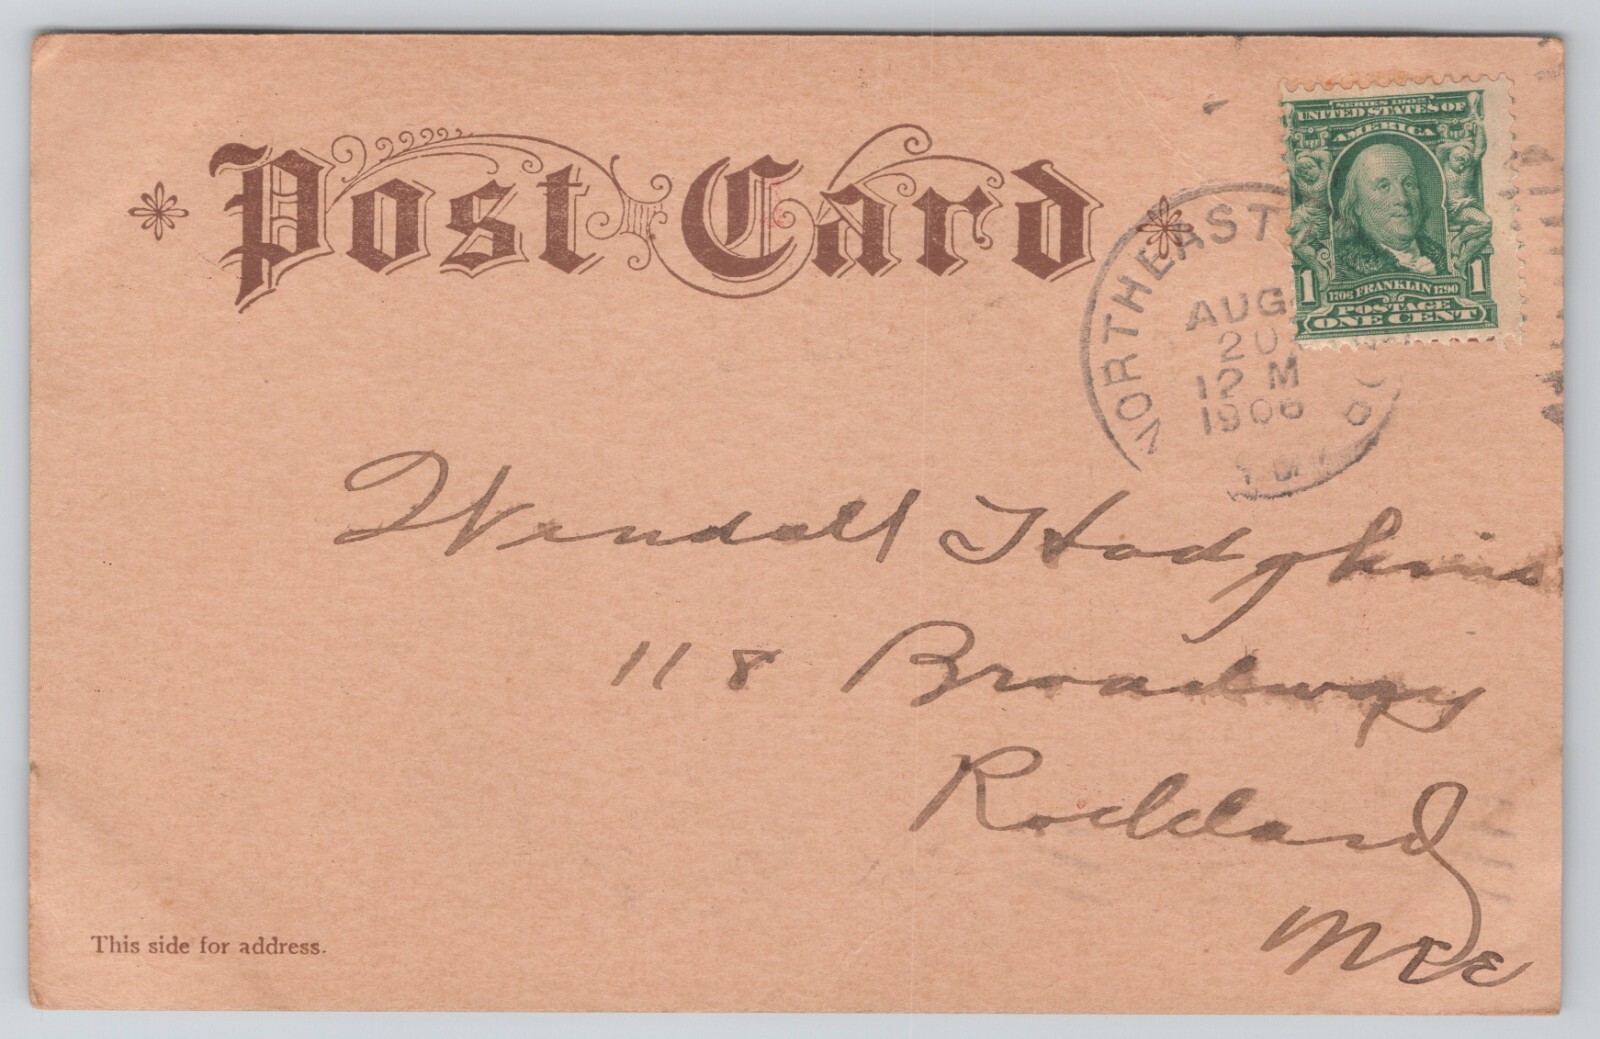 Post Card
SERIES 1902
UNITED STATES OF
AMERICA
1706 FRANKLIN 1790
POSTAGE
1 ONE CENT 1
NORTHEAST
AUG
20
12 M
1906
Wendall Hodgkins
118 Broadway
Rockland
Me
This side for address.